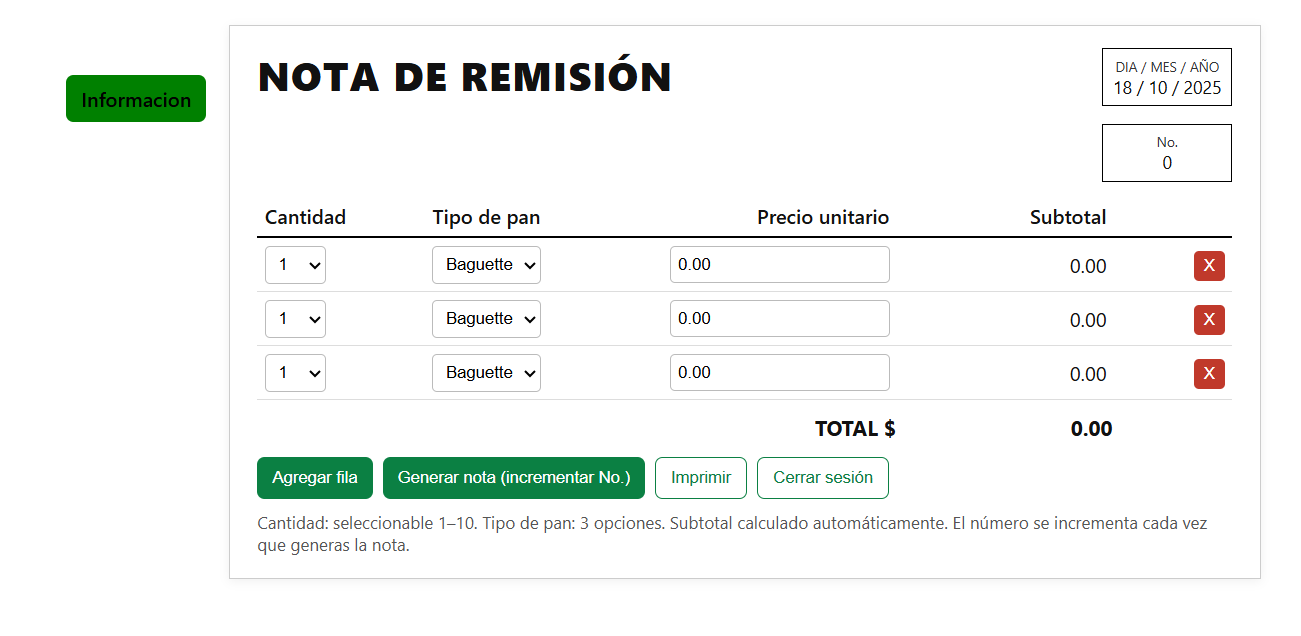 Informacion
NOTA DE REMISIÓN
DIA / MES / AÑO
18 / 10 / 2025
No.
0
Cantidad Tipo de pan Precio unitario Subtotal
1 Baguette 0.00 0.00 X
1 Baguette 0.00 0.00 X
1 Baguette 0.00 0.00 X
TOTAL $ 0.00
Agregar fila Generar nota (incrementar No.) Imprimir Cerrar sesión
Cantidad: seleccionable 1–10. Tipo de pan: 3 opciones. Subtotal calculado automáticamente. El número se incrementa cada vez
que generas la nota.